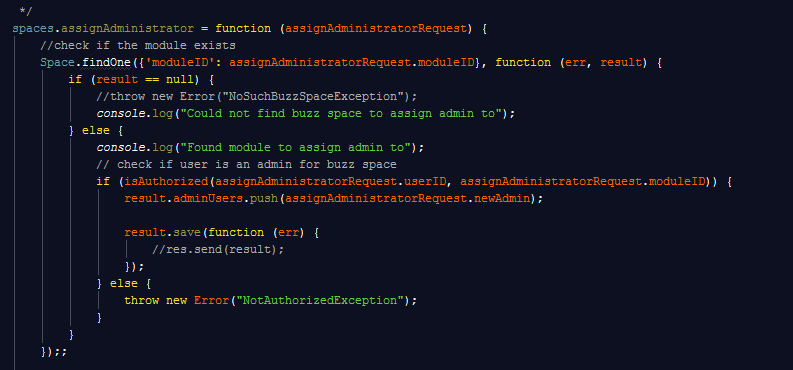 */
spaces.assignAdministrator = function (assignAdministratorRequest) {
//check if the module exists
Space.findOne({'moduleID': assignAdministratorRequest.moduleID}, function (err, result) {
if (result == null) {
//throw new Error("NoSuchBuzzSpaceException");
console.log("Could not find buzz space to assign admin to");
} else {
console.log("Found module to assign admin to");
// check if user is an admin for buzz space
if (isAuthorized(assignAdministratorRequest.userID, assignAdministratorRequest.moduleID)) {
result.adminUsers.push(assignAdministratorRequest.newAdmin);
result.save(function (err) {
//res.send(result);
});
} else {
throw new Error("NotAuthorizedException");
}
}
});;